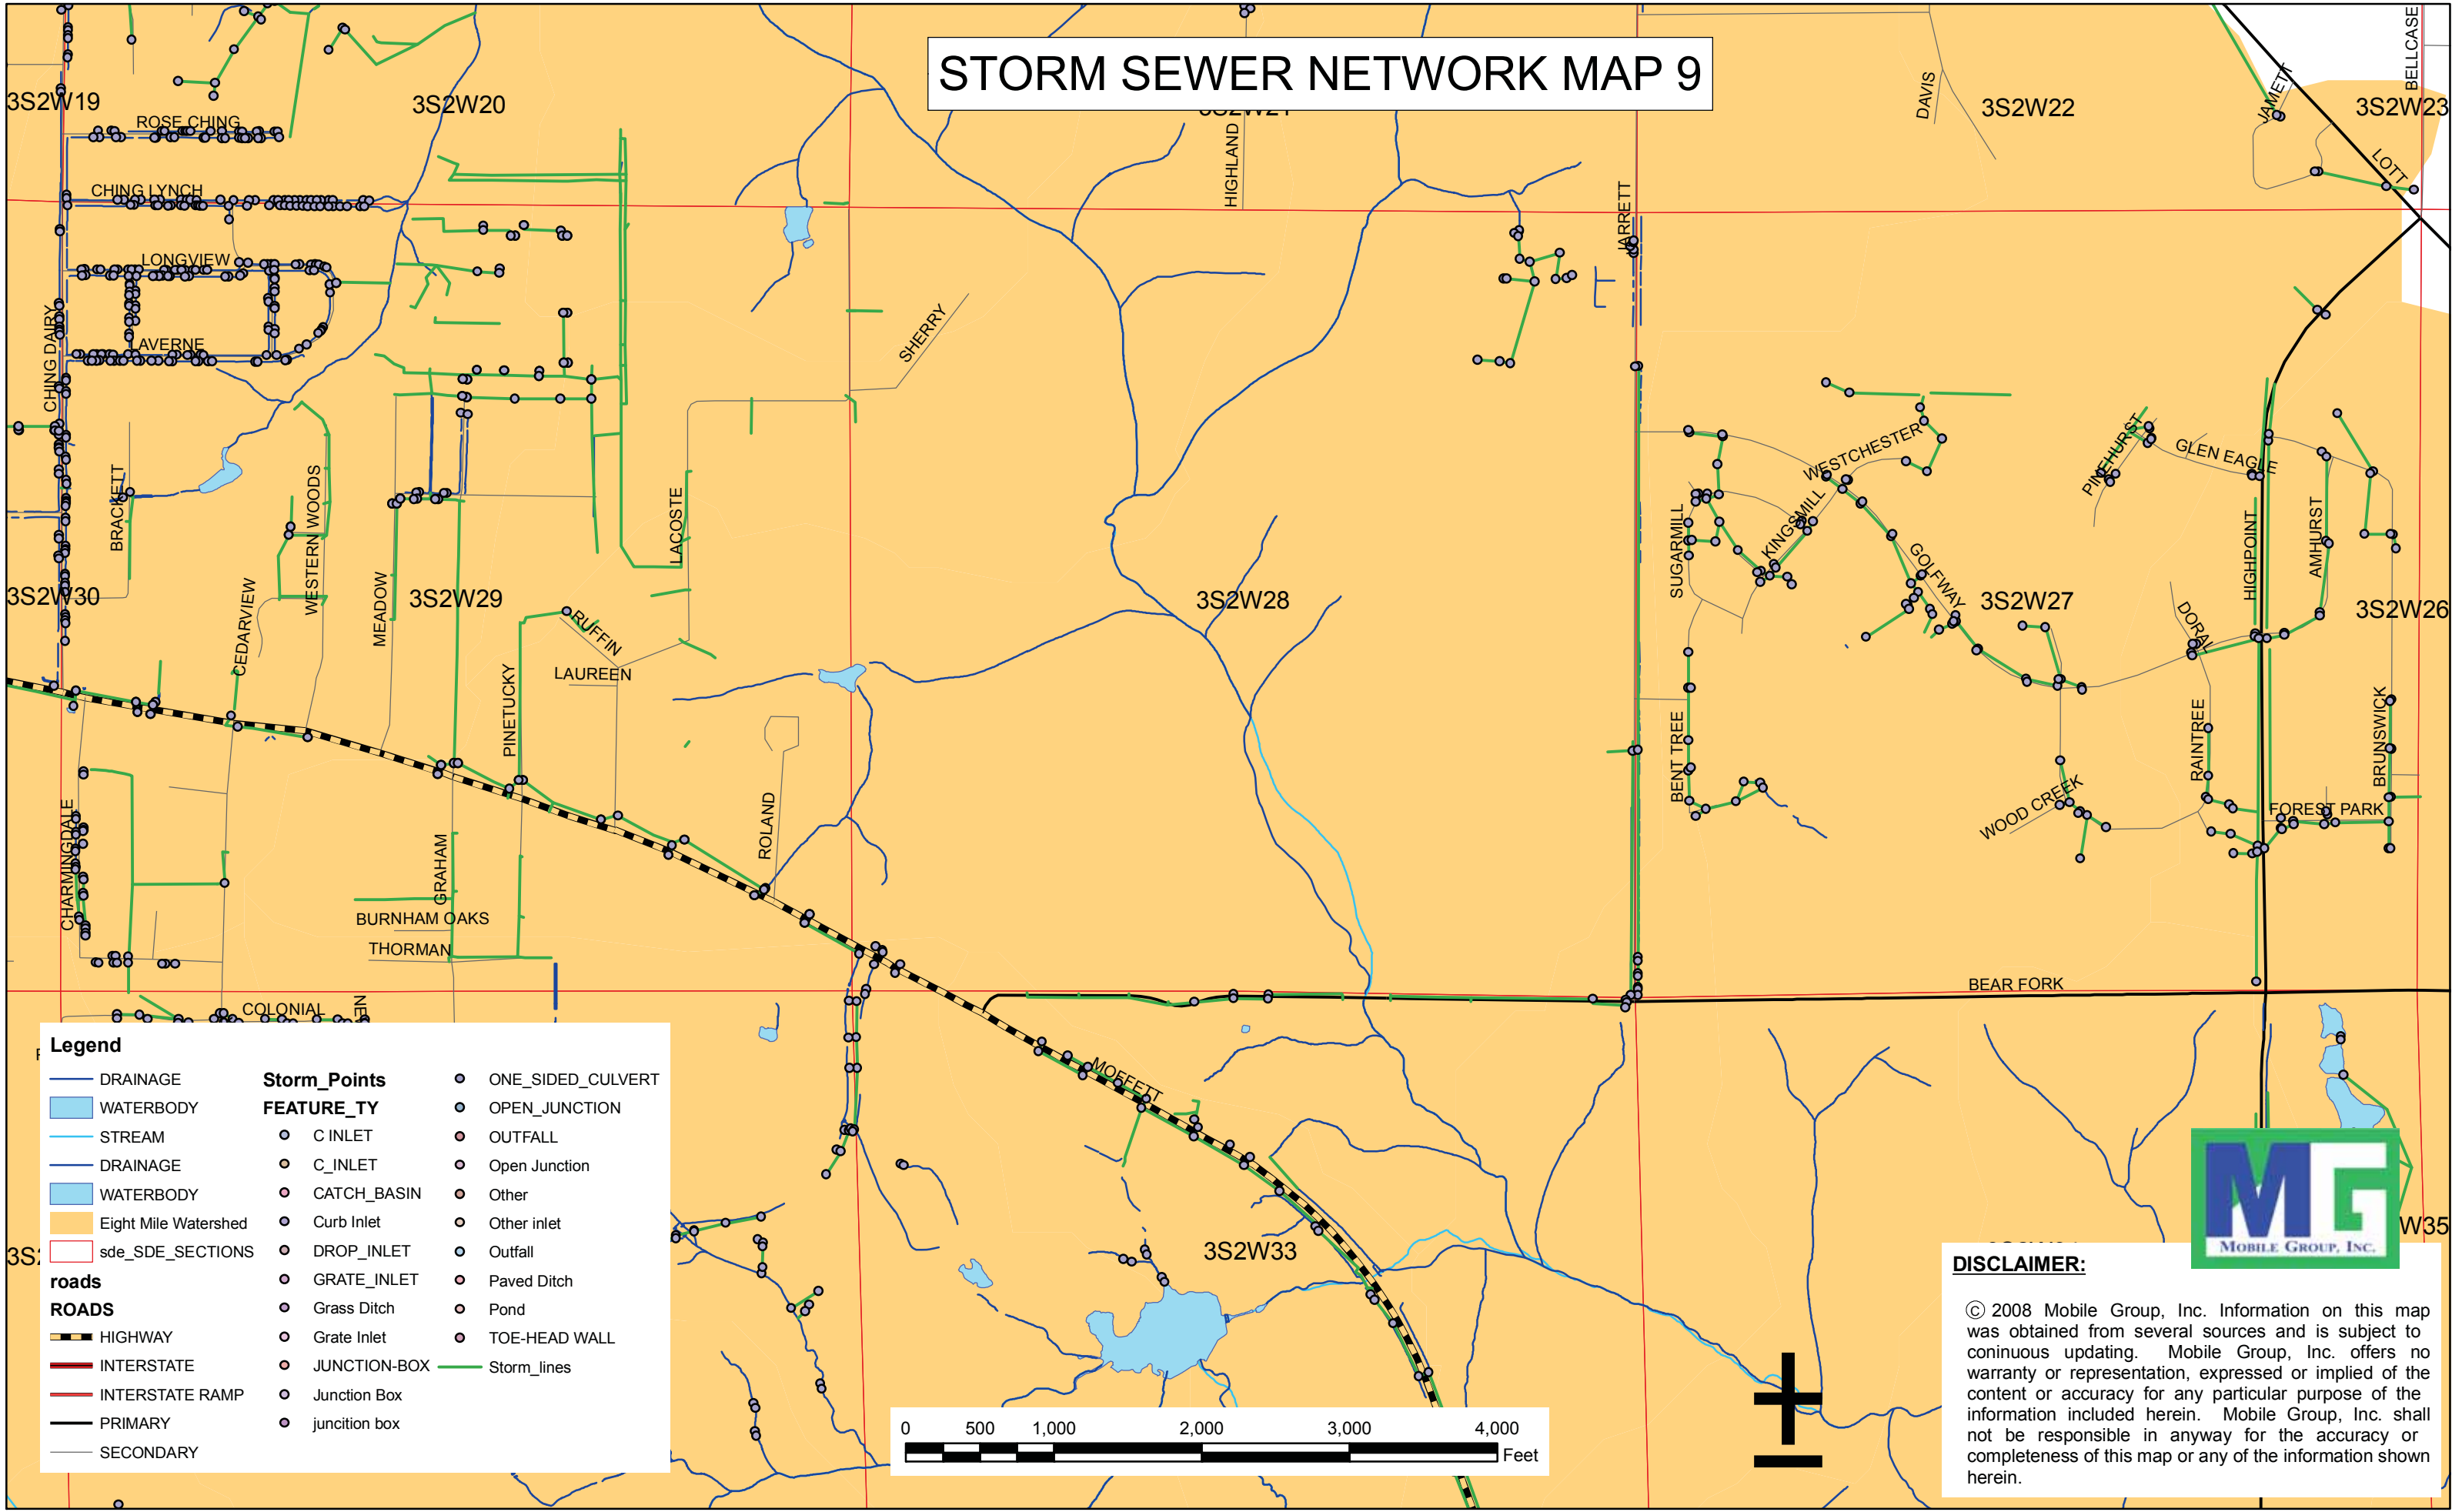 STORM SEWER NETWORK MAP 9
BELLCASE
3S2W19
3S2W20
3S2W21
HIGHLAND
DAVIS
3S2W22
JAMETT
3S2W23
LOTT
ROSE CHING
CHING LYNCH
LONGVIEW
CHING DAIRY
AVERNE
JARRETT
SHERRY
BRACKETT
WESTERN WOODS
LACOSTE
WESTCHESTER
PINEHURST
GLEN EAGLE
SUGARMILL
KINGSMILL
GOLFWAY
HIGHPOINT
AMHURST
3S2W30
CEDARVIEW
MEADOW
3S2W29
RUFFIN
LAUREEN
PINETUCKY
3S2W28
3S2W27
DORAL
3S2W26
BENT TREE
RAINTREE
BRUNSWICK
WOOD CREEK
FOREST PARK
CHARMINGDALE
GRAHAM
ROLAND
BURNHAM OAKS
THORMAN
COLONIAL
BEAR FORK
MOFFETT
3S2W33
W35
Legend
DRAINAGE
WATERBODY
STREAM
DRAINAGE
WATERBODY
Eight Mile Watershed
sde_SDE_SECTIONS
roads
ROADS
HIGHWAY
INTERSTATE
INTERSTATE RAMP
PRIMARY
SECONDARY
Storm_Points
FEATURE_TY
C INLET
C_INLET
CATCH_BASIN
Curb Inlet
DROP_INLET
GRATE_INLET
Grass Ditch
Grate Inlet
JUNCTION-BOX
Junction Box
juncition box
ONE_SIDED_CULVERT
OPEN_JUNCTION
OUTFALL
Open Junction
Other
Other inlet
Outfall
Paved Ditch
Pond
TOE-HEAD WALL
Storm_lines
0 500 1,000 2,000 3,000 4,000
Feet
MG
MOBILE GROUP, INC.
DISCLAIMER:
© 2008 Mobile Group, Inc. Information on this map
was obtained from several sources and is subject to
coninuous updating. Mobile Group, Inc. offers no
warranty or representation, expressed or implied of the
content or accuracy for any particular purpose of the
information included herein. Mobile Group, Inc. shall
not be responsible in anyway for the accuracy or
completeness of this map or any of the information shown
herein.